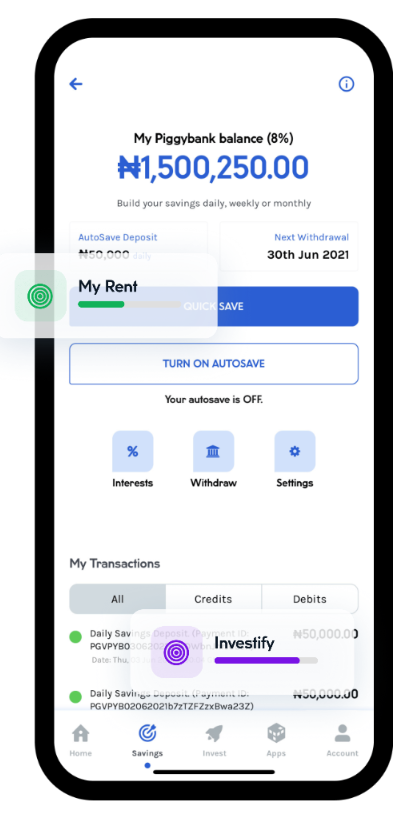 My Piggybank balance (8%)
₦1,500,250.00
Build your savings daily, weekly or monthly
AutoSave Deposit
Next Withdrawal
₦50,000 daily
30th Jun 2021
My Rent
QUICK SAVE
TURN ON AUTOSAVE
Your autosave is OFF.
Interests
Withdraw
Settings
My Transactions
All
Credits
Debits
Daily Savings Deposit. (Payment ID:
₦50,000.00
Investify
Date: Thu,
Daily Savings Deposit. (Payment ID:
₦50,000.00
PGVPYB02062021b7zTZFZzxBwa23Z)
Home
Savings
Invest
Apps
Account